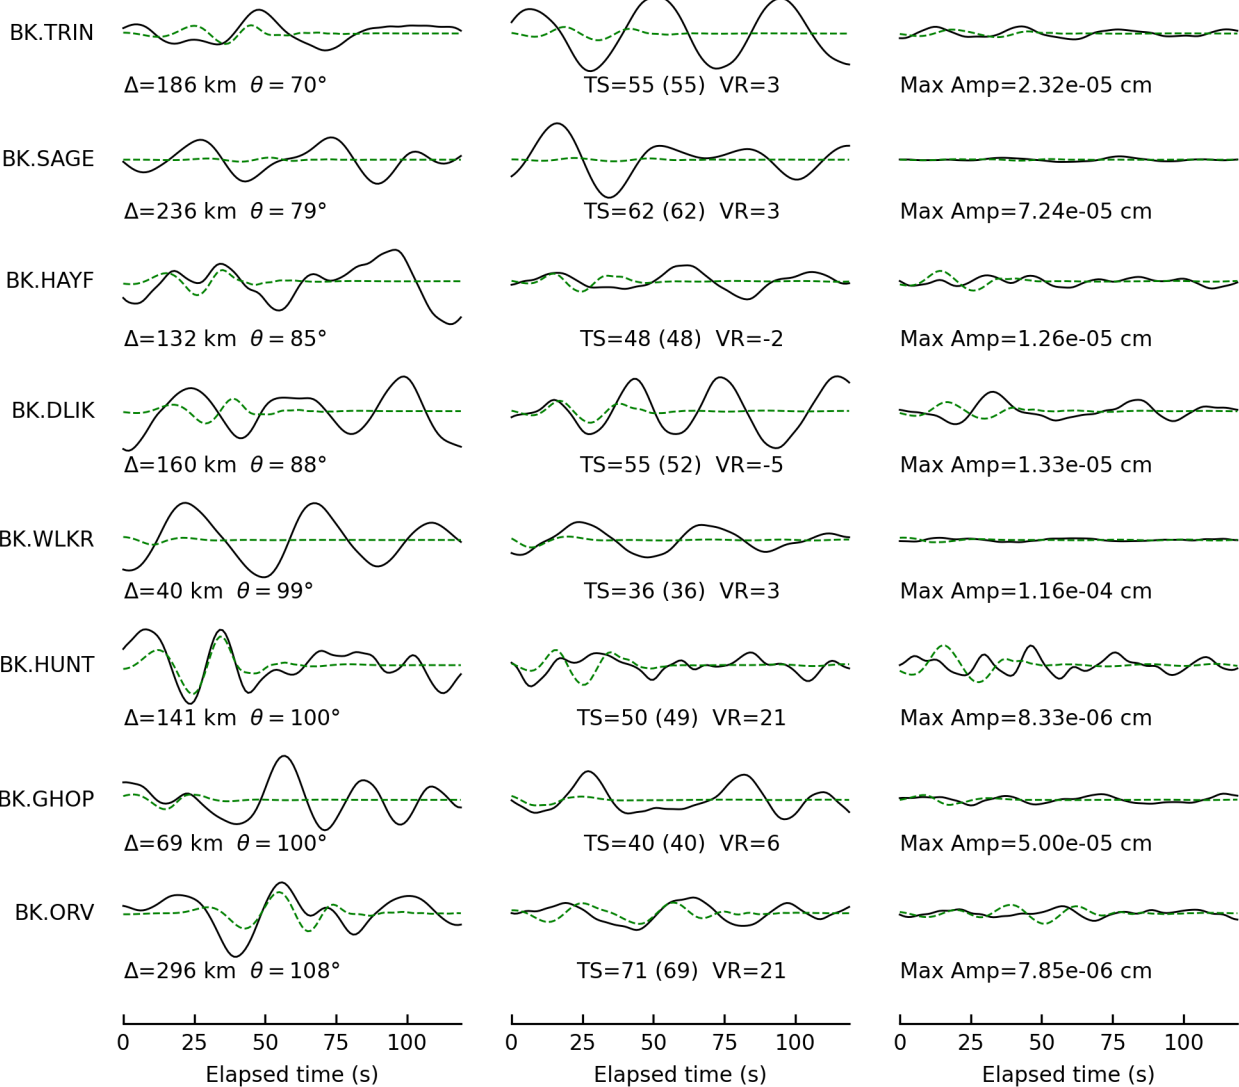 BK.TRIN
Δ=186 km θ = 70° TS=55 (55) VR=3 Max Amp=2.32e-05 cm
BK.SAGE
Δ=236 km θ = 79° TS=62 (62) VR=3 Max Amp=7.24e-05 cm
BK.HAYF
Δ=132 km θ = 85° TS=48 (48) VR=-2 Max Amp=1.26e-05 cm
BK.DLIK
Δ=160 km θ = 88° TS=55 (52) VR=-5 Max Amp=1.33e-05 cm
BK.WLKR
Δ=40 km θ = 99° TS=36 (36) VR=3 Max Amp=1.16e-04 cm
BK.HUNT
Δ=141 km θ = 100° TS=50 (49) VR=21 Max Amp=8.33e-06 cm
BK.GHOP
Δ=69 km θ = 100° TS=40 (40) VR=6 Max Amp=5.00e-05 cm
BK.ORV
Δ=296 km θ = 108° TS=71 (69) VR=21 Max Amp=7.85e-06 cm
0 25 50 75 100 0 25 50 75 100 0 25 50 75 100
Elapsed time (s) Elapsed time (s) Elapsed time (s)